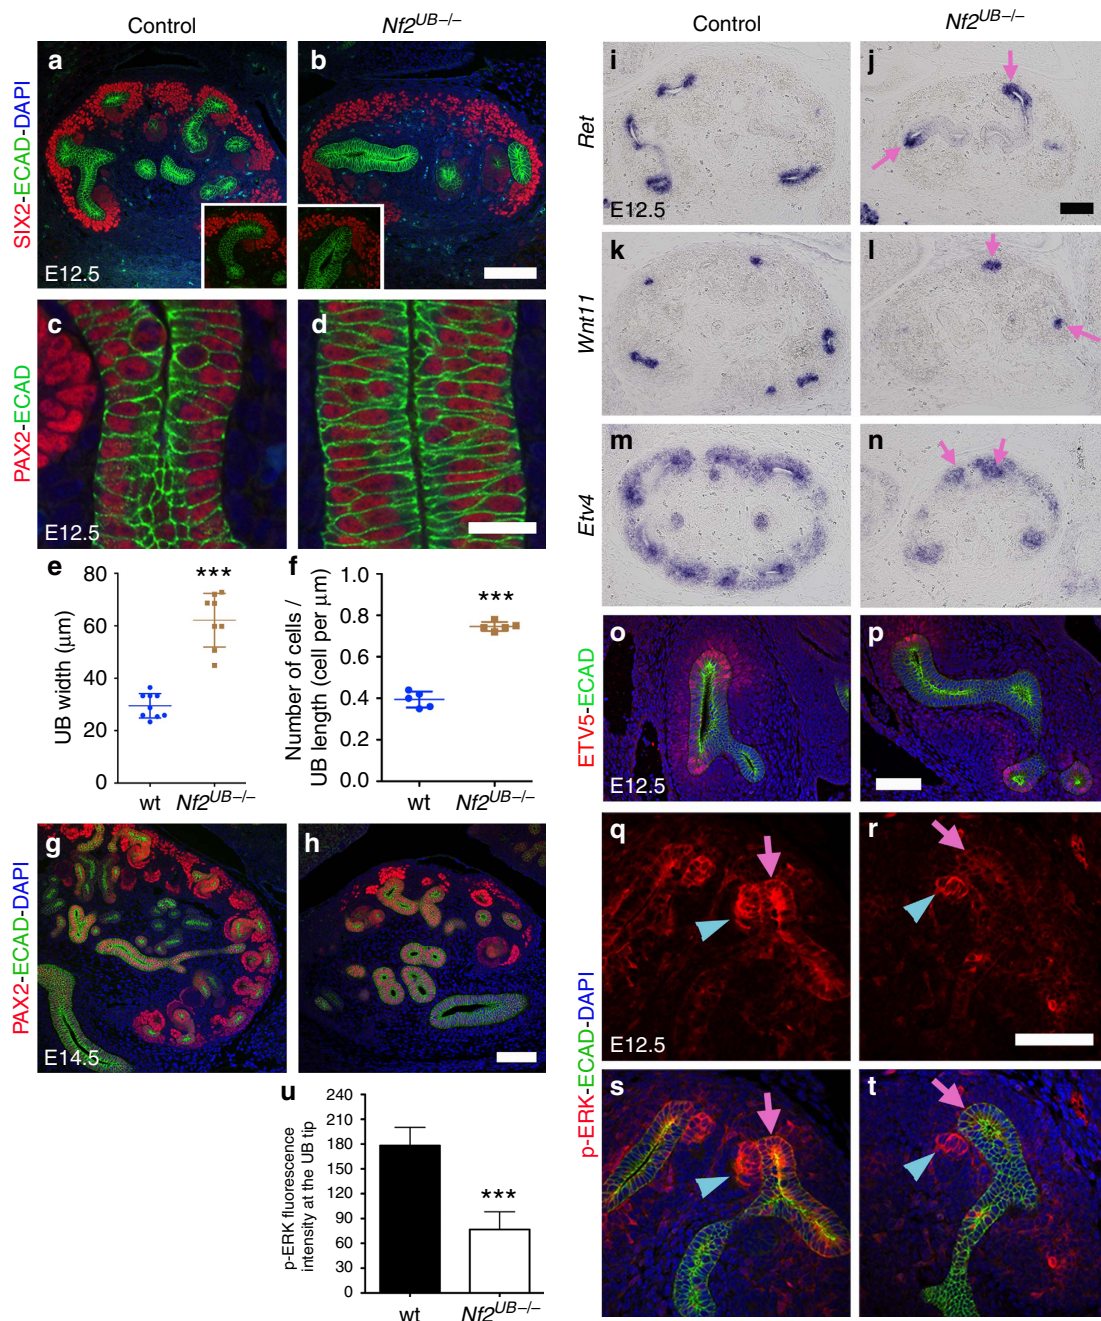 Control
Nf2UB–/–
Control
Nf2UB–/–
SIX2-ECAD-DAPI
a
b
E12.5
PAX2-ECAD
c
d
E12.5
e
UB width (μm)
80
60
40
20
0
***
wt
Nf2UB–/–
f
Number of cells /
UB length (cell per μm)
1.0
0.8
0.6
0.4
0.2
0.0
***
wt
Nf2UB–/–
PAX2-ECAD-DAPI
g
h
E14.5
u
p-ERK fluorescence
intensity at the UB tip
240
210
180
150
120
90
60
30
0
***
wt
Nf2UB–/–
Ret
i
j
E12.5
Wnt11
k
l
Etv4
m
n
ETV5-ECAD
o
p
E12.5
p-ERK-ECAD-DAPI
q
r
E12.5
s
t